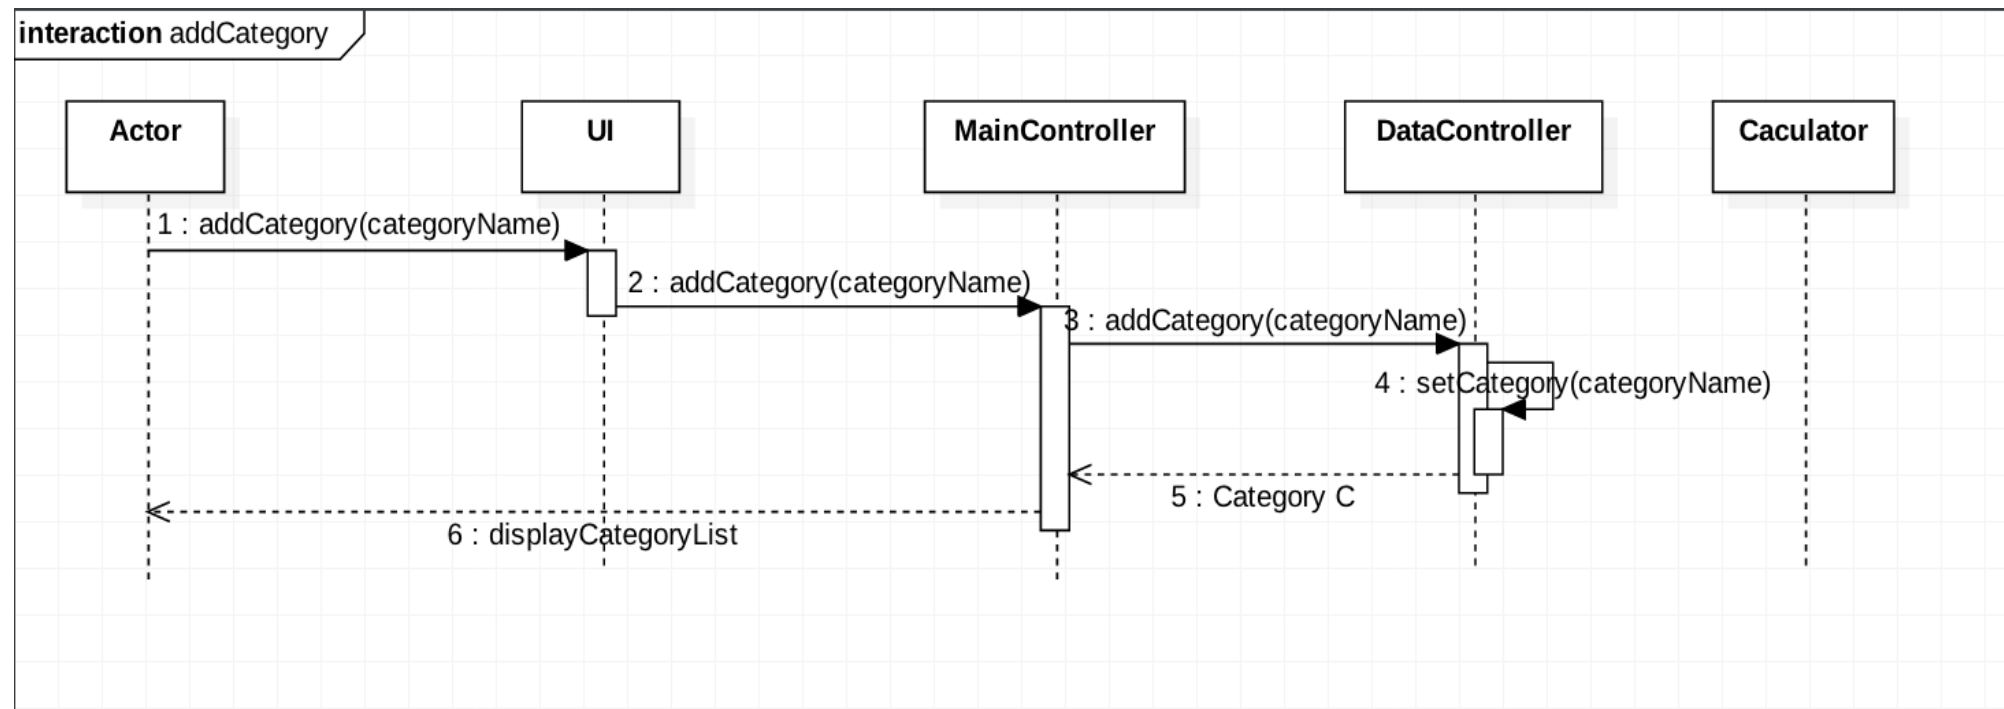 interaction addCategory
Actor
UI
MainController
DataController
Caculator
1 : addCategory(categoryName)
2 : addCategory(categoryName)
3 : addCategory(categoryName)
4 : setCategory(categoryName)
5 : Category C
6 : displayCategoryList